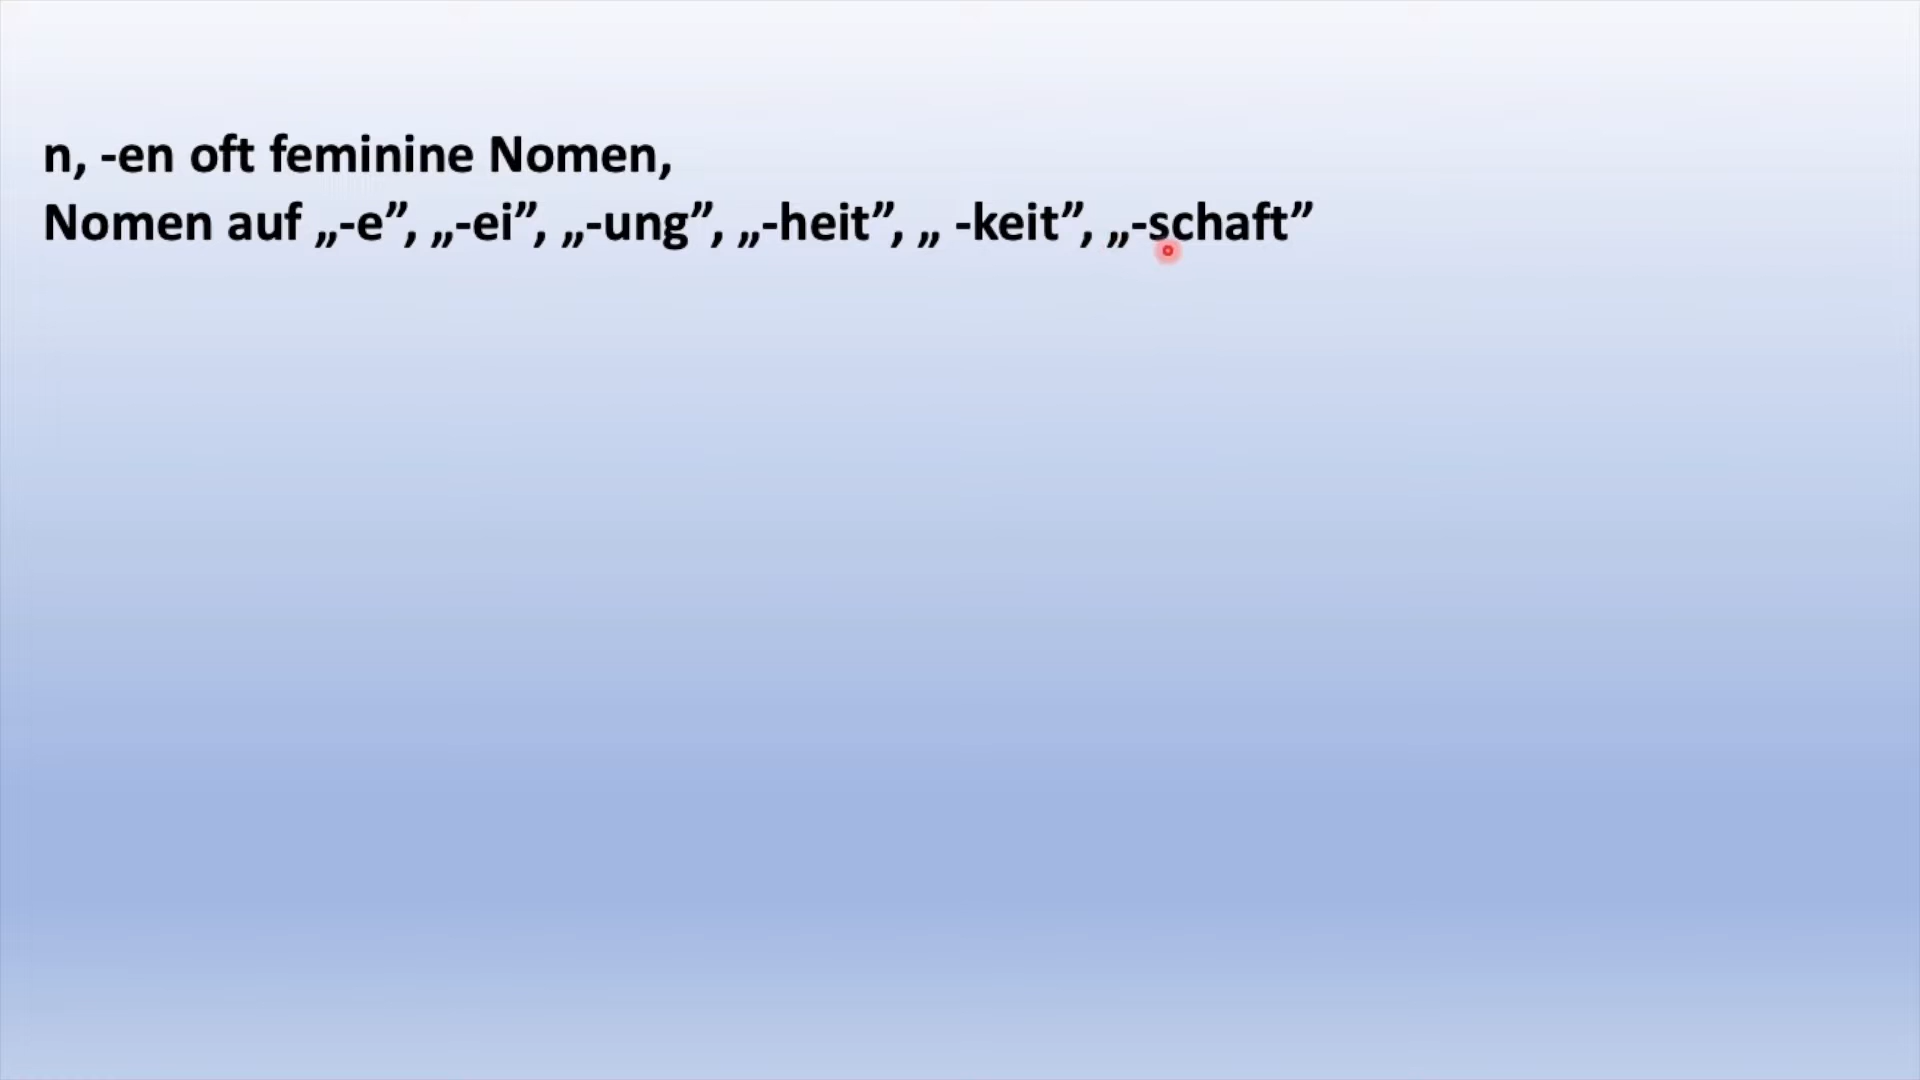 n, -en oft feminine Nomen,
Nomen auf „-e”, „-ei”, „-ung”, „-heit”, „ -keit”, „-schaft”